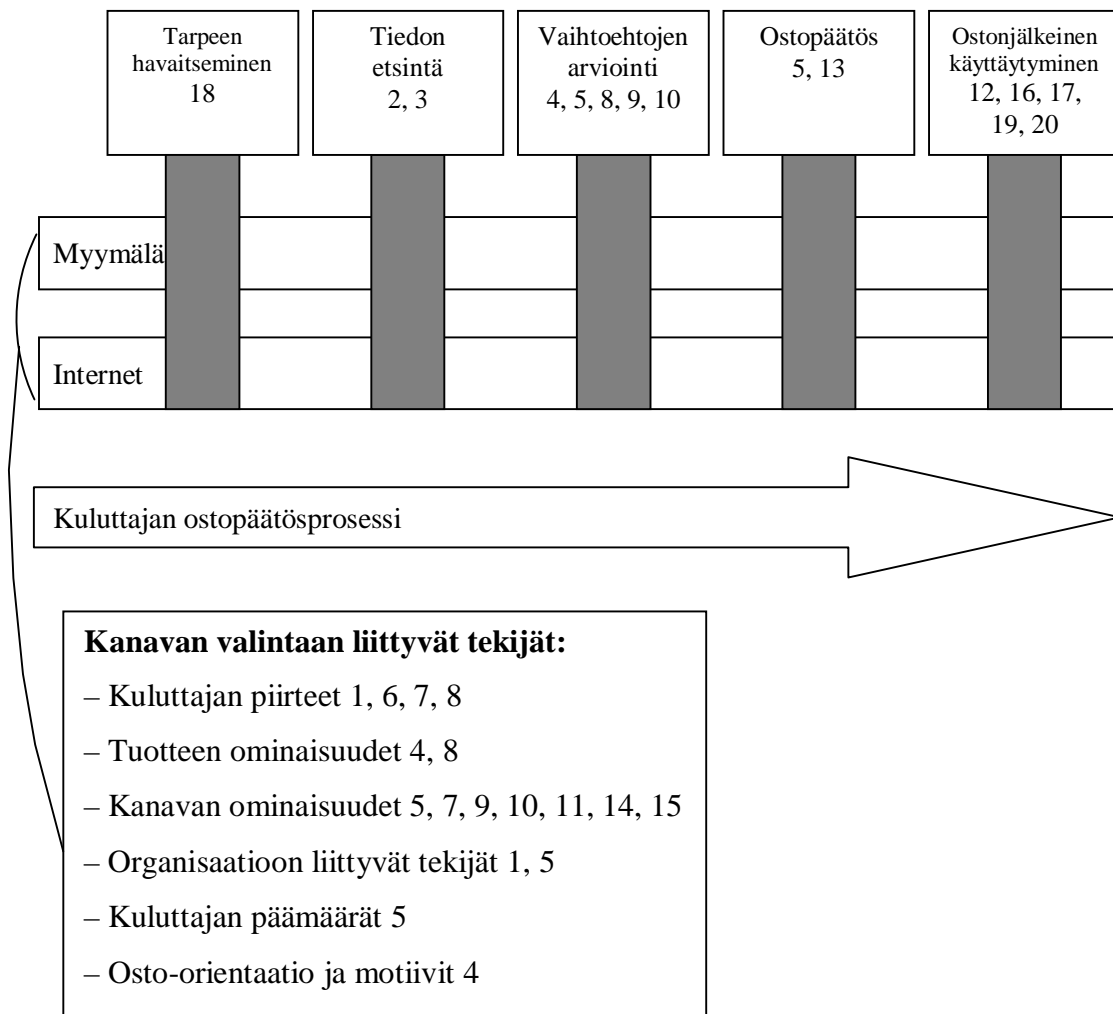 Tarpeen
havaitseminen
18
Tiedon
etsintä
2, 3
Vaihtoehtojen
arviointi
4, 5, 8, 9, 10
Ostopäätös
5, 13
Ostonjälkeinen
käyttäytyminen
12, 16, 17,
19, 20
Myymälä
Internet
Kuluttajan ostopäätösprosessi
Kanavan valintaan liittyvät tekijät:
– Kuluttajan piirteet 1, 6, 7, 8
– Tuotteen ominaisuudet 4, 8
– Kanavan ominaisuudet 5, 7, 9, 10, 11, 14, 15
– Organisaatioon liittyvät tekijät 1, 5
– Kuluttajan päämäärät 5
– Osto-orientaatio ja motiivit 4